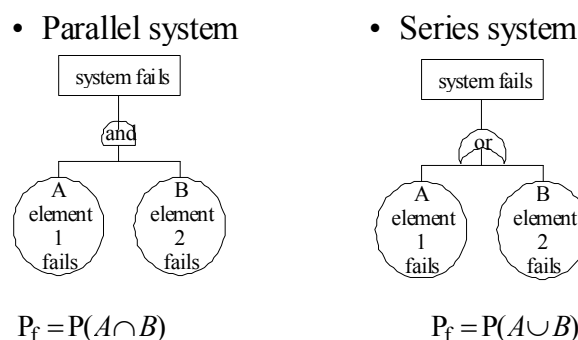 • Parallel system
system fails
and
A
element
1
fails
B
element
2
fails
P_f = P(A∩B)
• Series system
system fails
or
A
element
1
fails
B
element
2
fails
P_f = P(A∪B)